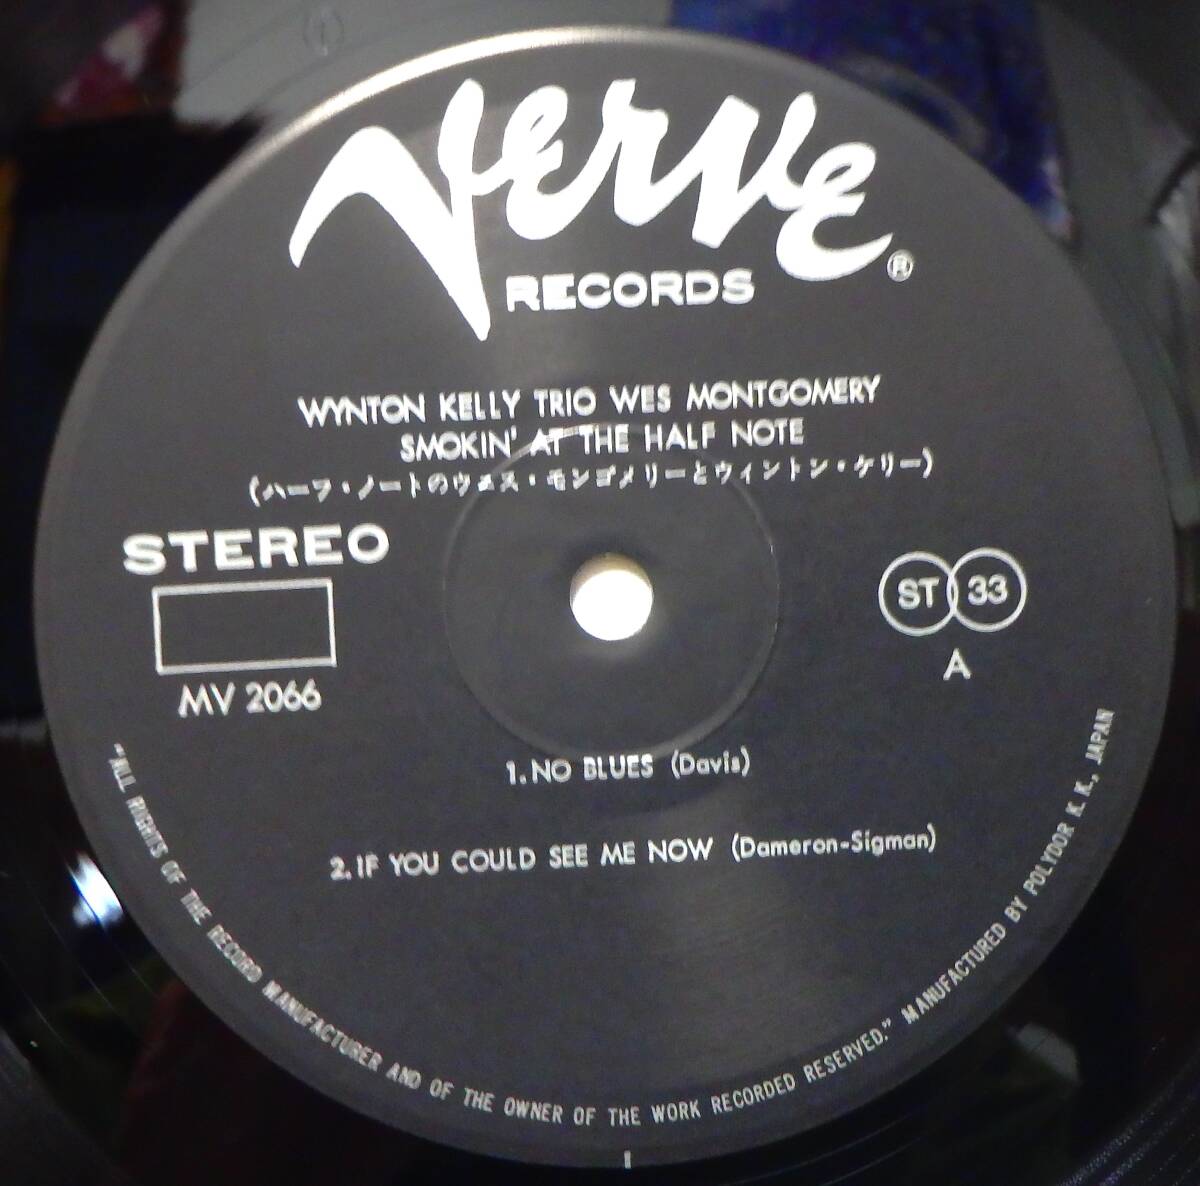 Verve ®
RECORDS
WYNTON KELLY TRIO WES MONTGOMERY
SMOKIN' AT THE HALF NOTE
(ハーフ・ノートのウェス・モンゴメリーとウィントン・ケリー)
STEREO
MV 2066
ST 33
A
1. NO BLUES (Davis)
2. IF YOU COULD SEE ME NOW (Dameron-Sigman)
"ALL RIGHTS OF THE RECORD MANUFACTURER AND OF THE OWNER OF THE WORK RECORDED RESERVED." MANUFACTURED BY POLYDOR K.K., JAPAN